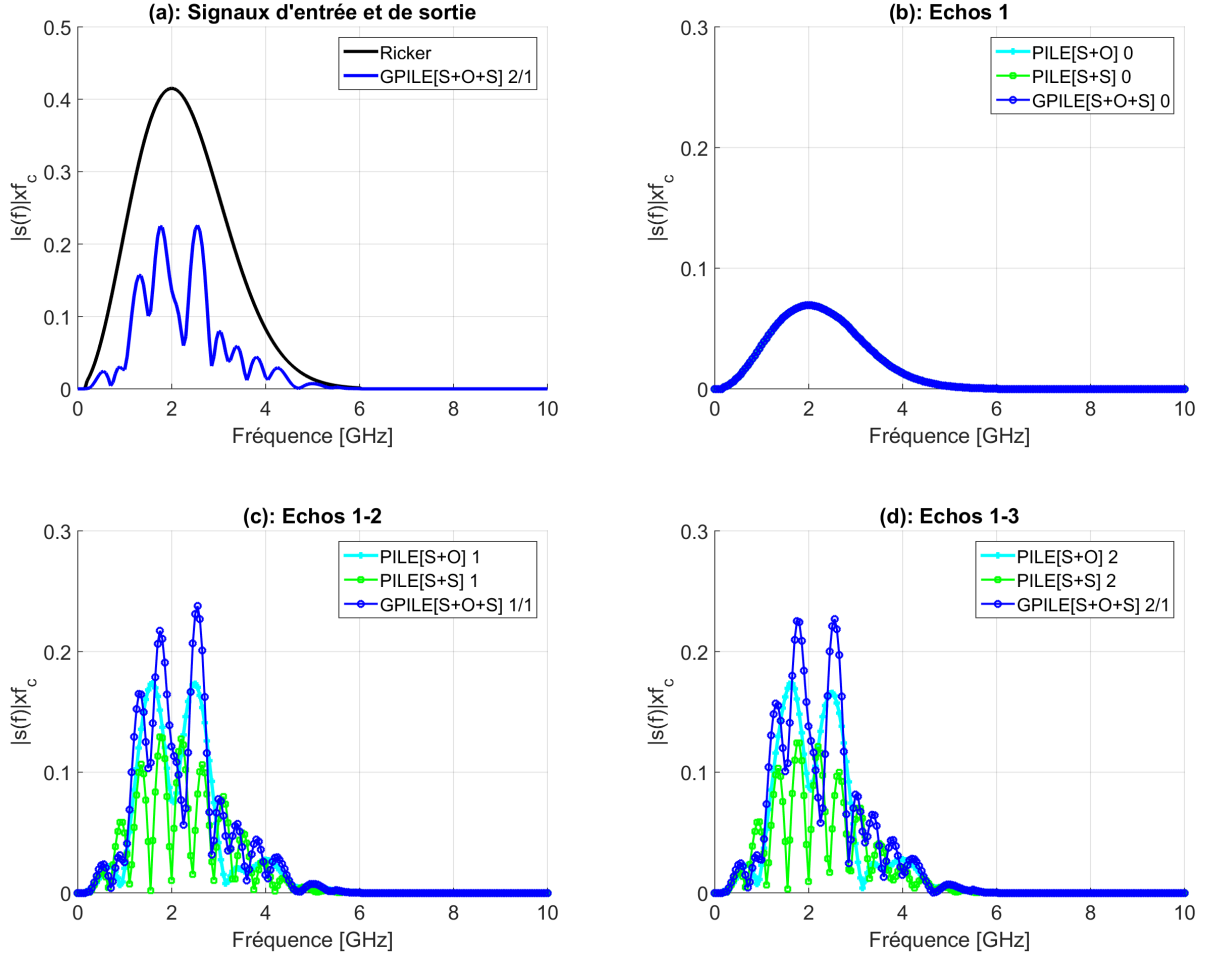 (a): Signaux d'entrée et de sortie
0.5
0.4
0.3
0.2
0.1
0
|s(f)|xf_c
Ricker
GPILE[S+O+S] 2/1
0 2 4 6 8 10
Fréquence [GHz]
(b): Echos 1
0.3
0.2
0.1
0
|s(f)|xf_c
PILE[S+O] 0
PILE[S+S] 0
GPILE[S+O+S] 0
0 2 4 6 8 10
Fréquence [GHz]
(c): Echos 1-2
0.3
0.2
0.1
0
|s(f)|xf_c
PILE[S+O] 1
PILE[S+S] 1
GPILE[S+O+S] 1/1
0 2 4 6 8 10
Fréquence [GHz]
(d): Echos 1-3
0.3
0.2
0.1
0
|s(f)|xf_c
PILE[S+O] 2
PILE[S+S] 2
GPILE[S+O+S] 2/1
0 2 4 6 8 10
Fréquence [GHz]